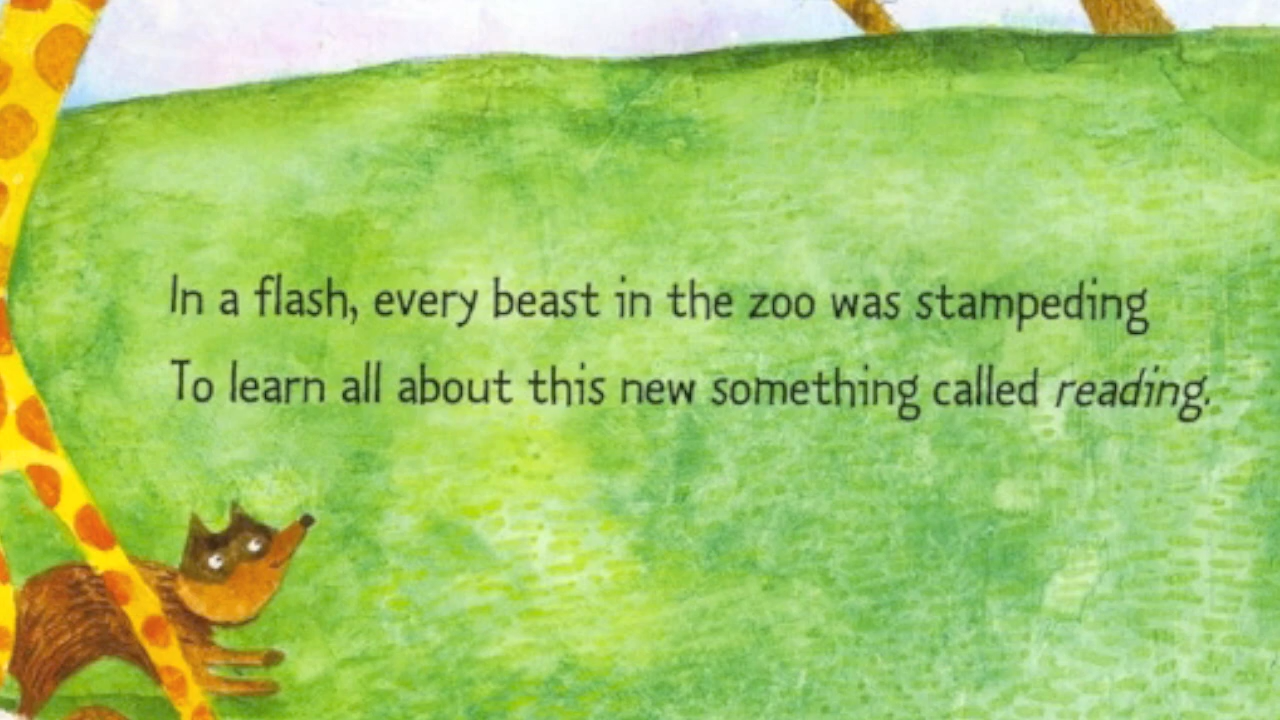 In a flash, every beast in the zoo was stampeding
To learn all about this new something called reading.